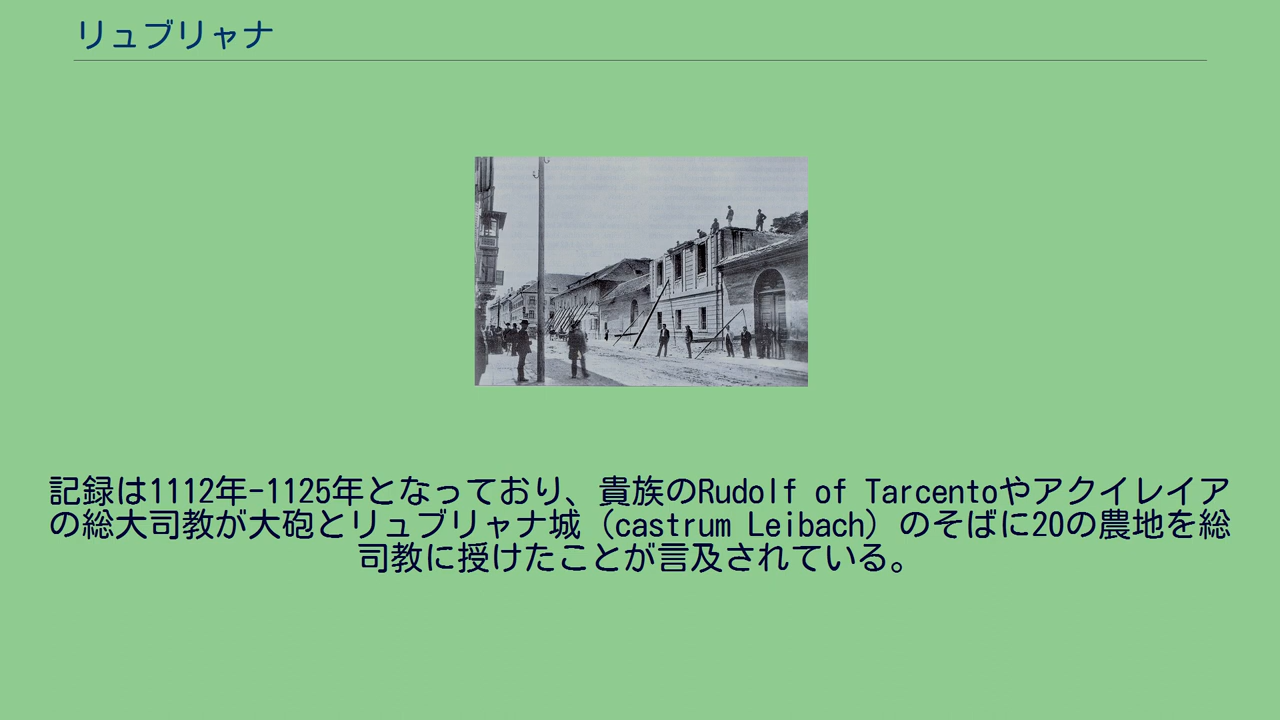 リュブリャナ
記録は1112年-1125年となっており、貴族のRudolf of Tarcentoやアクイレイア
の総大司教が大砲とリュブリャナ城（castrum Leibach）のそばに20の農地を総
司教に授けたことが言及されている。